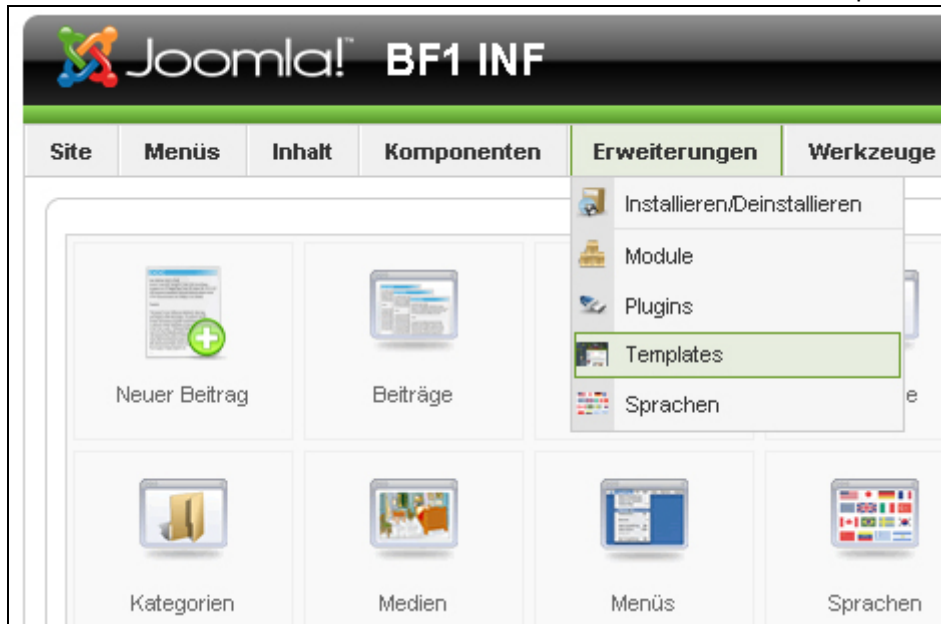 Joomla!™ BF1 INF
Site Menüs Inhalt Komponenten Erweiterungen Werkzeuge
Installieren/Deinstallieren
Module
Plugins
Templates
Sprachen
Neuer Beitrag Beiträge e
Kategorien Medien Menüs Sprachen